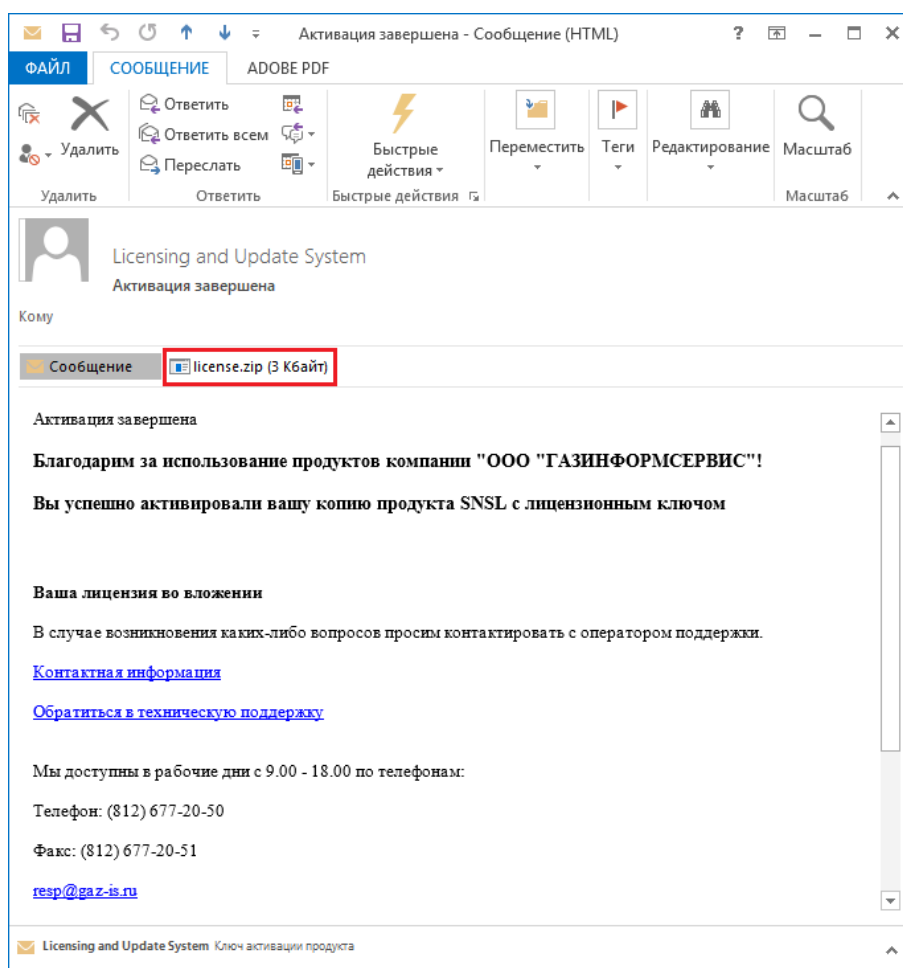 Активация завершена - Сообщение (HTML) ?
ФАЙЛ СООБЩЕНИЕ ADOBE PDF
Удалить
Ответить
Ответить всем
Переслать
Быстрые действия
Переместить
Теги
Редактирование
Масштаб
Удалить Ответить Быстрые действия Масштаб
Licensing and Update System
Активация завершена
Кому
Сообщение license.zip (3 Кбайт)
Активация завершена
Благодарим за использование продуктов компании "ООО "ГАЗИНФОРМСЕРВИС"!
Вы успешно активировали вашу копию продукта SNSL с лицензионным ключом
Ваша лицензия во вложении
В случае возникновения каких-либо вопросов просим контактировать с оператором поддержки.
Контактная информация
Обратиться в техническую поддержку
Мы доступны в рабочие дни с 9.00 - 18.00 по телефонам:
Телефон: (812) 677-20-50
Факс: (812) 677-20-51
resp@gaz-is.ru
Licensing and Update System Ключ активации продукта